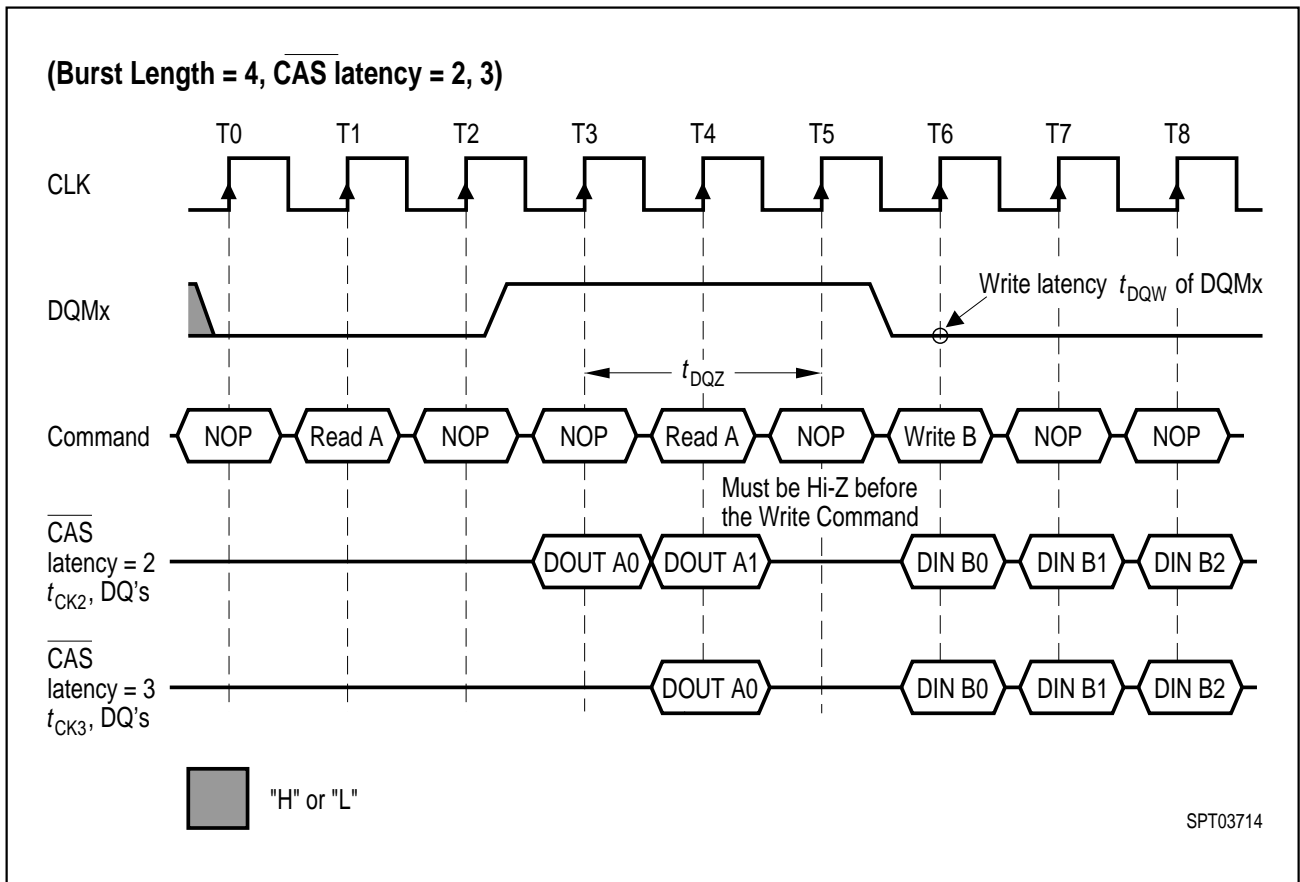 (Burst Length = 4, CAS latency = 2, 3)
T0 T1 T2 T3 T4 T5 T6 T7 T8
CLK
Write latency tDQW of DQMx
DQMx
tDQZ
Command NOP Read A NOP NOP Read A NOP Write B NOP NOP
Must be Hi-Z before
the Write Command
CAS
latency = 2
tCK2, DQ's
DOUT A0 DOUT A1 DIN B0 DIN B1 DIN B2
CAS
latency = 3
tCK3, DQ's
DOUT A0 DIN B0 DIN B1 DIN B2
"H" or "L"
SPT03714